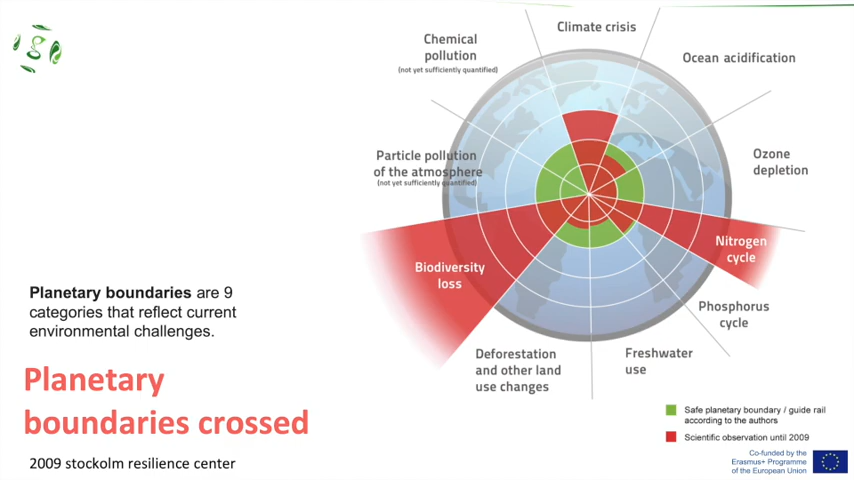 Climate crisis
Chemical
pollution
(not yet sufficiently quantified)
Ocean acidification
Particle pollution
of the atmosphere
(not yet sufficiently quantified)
Ozone
depletion
Nitrogen
cycle
Biodiversity
loss
Phosphorus
cycle
Deforestation
and other land
use changes
Freshwater
use
Planetary boundaries are 9
categories that reflect current
environmental challenges.
Planetary
boundaries crossed
2009 stockolm resilience center
Safe planetary boundary / guide rail
according to the authors
Scientific observation until 2009
Co-funded by the
Erasmus+ Programme
of the European Union